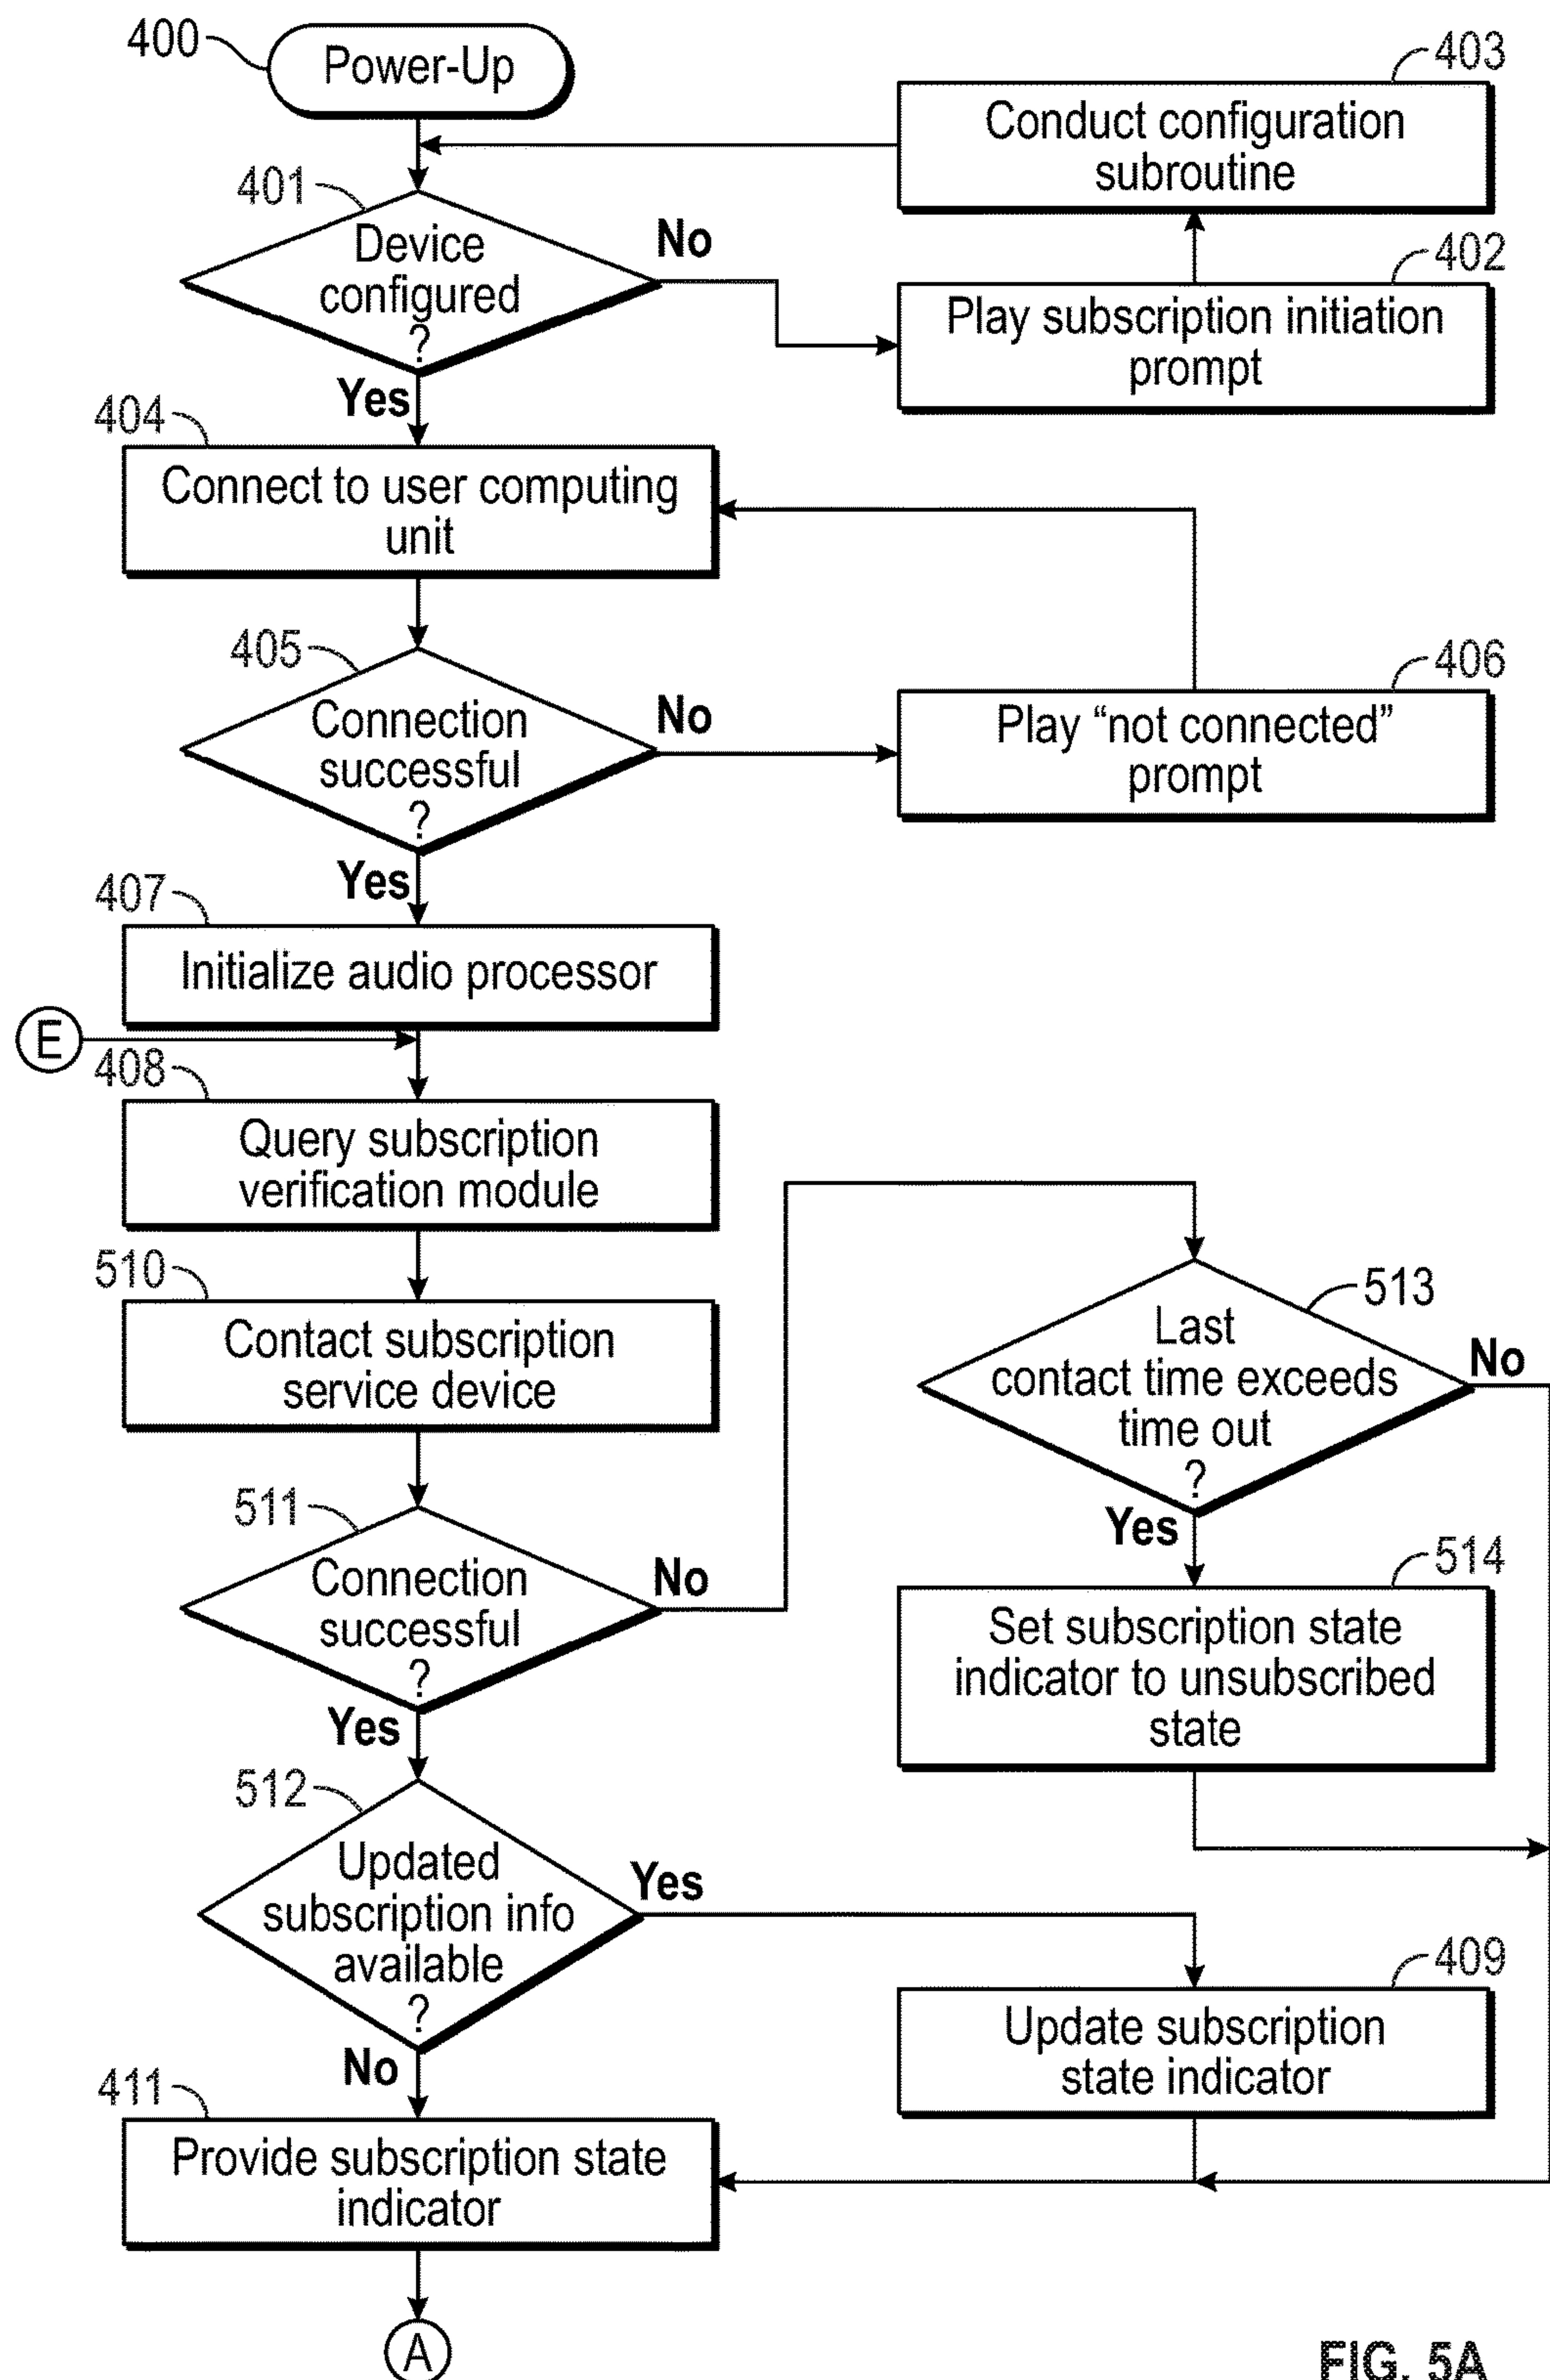 400
Power-Up
403
Conduct configuration
subroutine
401
Device
configured
?
No
Yes
402
Play subscription initiation
prompt
404
Connect to user computing
unit
405
Connection
successful
?
No
Yes
406
Play “not connected”
prompt
407
Initialize audio processor
E
408
Query subscription
verification module
510
Contact subscription
service device
511
Connection
successful
?
No
Yes
513
Last
contact time exceeds
time out
?
No
Yes
514
Set subscription state
indicator to unsubscribed
state
512
Updated
subscription info
available
?
Yes
No
409
Update subscription
state indicator
411
Provide subscription state
indicator
A
FIG. 5A